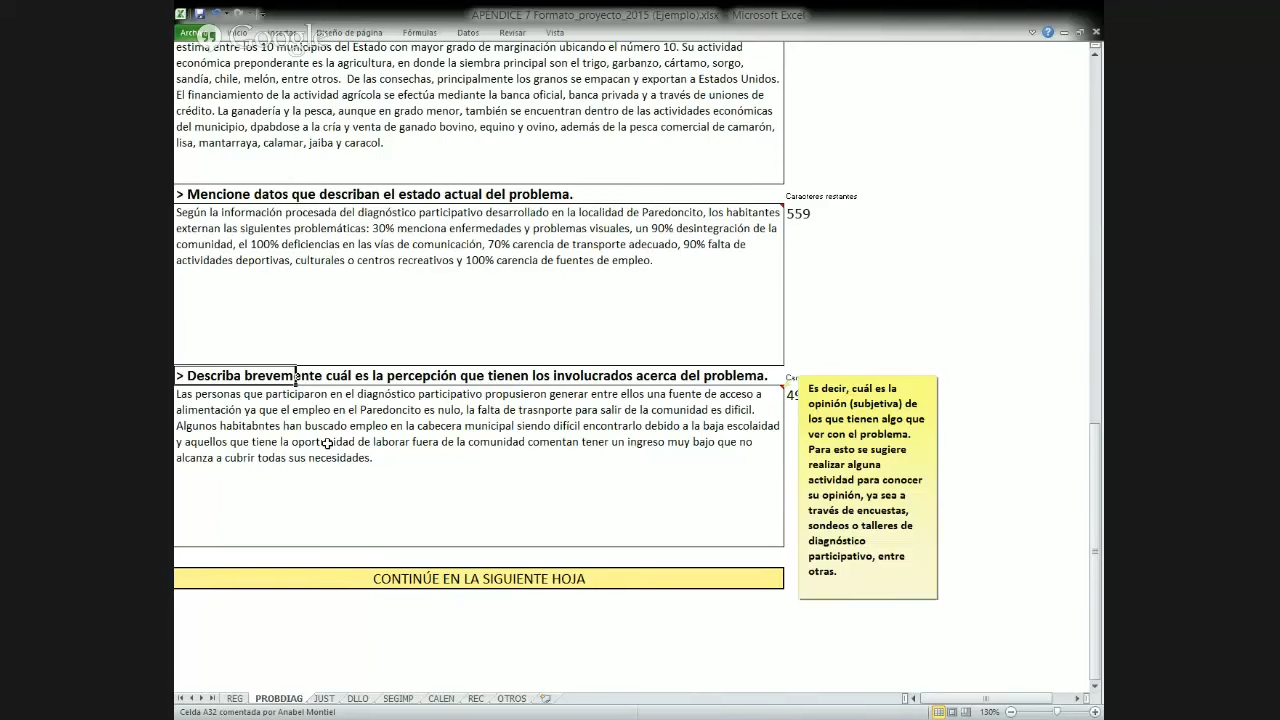 APENDICE 7 Formato_proyecto_2015 (Ejemplo).xlsx - Microsoft Excel
Archivo Inicio Insertar Diseño de página Fórmulas Datos Revisar Vista
Google
estima entre los 10 municipios del Estado con mayor grado de marginación ubicando el número 10. Su actividad
económica preponderante es la agricultura, en donde la siembra principal son el trigo, garbanzo, cártamo, sorgo,
sandía, chile, melón, entre otros. De las consechas, principalmente los granos se empacan y exportan a Estados Unidos.
El financiamiento de la actividad agrícola se efectúa mediante la banca oficial, banca privada y a través de uniones de
crédito. La ganadería y la pesca, aunque en grado menor, también se encuentran dentro de las actividades económicas
del municipio, dpabdose a la cría y venta de ganado bovino, equino y ovino, además de la pesca comercial de camarón,
lisa, mantarraya, calamar, jaiba y caracol.
> Mencione datos que describan el estado actual del problema.
Caracteres restantes
559
Según la información procesada del diagnóstico participativo desarrollado en la localidad de Paredoncito, los habitantes
externan las siguientes problemáticas: 30% menciona enfermedades y problemas visuales, un 90% desintegración de la
comunidad, el 100% deficiencias en las vías de comunicación, 70% carencia de transporte adecuado, 90% falta de
actividades deportivas, culturales o centros recreativos y 100% carencia de fuentes de empleo.
> Describa brevemente cuál es la percepción que tienen los involucrados acerca del problema.
Las personas que participaron en el diagnóstico participativo propusieron generar entre ellos una fuente de acceso a
alimentación ya que el empleo en el Paredoncito es nulo, la falta de trasnporte para salir de la comunidad es difícil.
Algunos habitabntes han buscado empleo en la cabecera municipal siendo difícil encontrarlo debido a la baja escolaidad
y aquellos que tiene la oportunidad de laborar fuera de la comunidad comentan tener un ingreso muy bajo que no
alcanza a cubrir todas sus necesidades.
Es decir, cuál es la
opinión (subjetiva) de
los que tienen algo que
ver con el problema.
Para esto se sugiere
realizar alguna
actividad para conocer
su opinión, ya sea a
través de encuestas,
sondeos o talleres de
diagnóstico
participativo, entre
otras.
CONTINÚE EN LA SIGUIENTE HOJA
REG PROBDIAG JUST DLLO SEGIMP CALEN REC OTROS
Celda A32 comentada por Anabel Montiel
130%